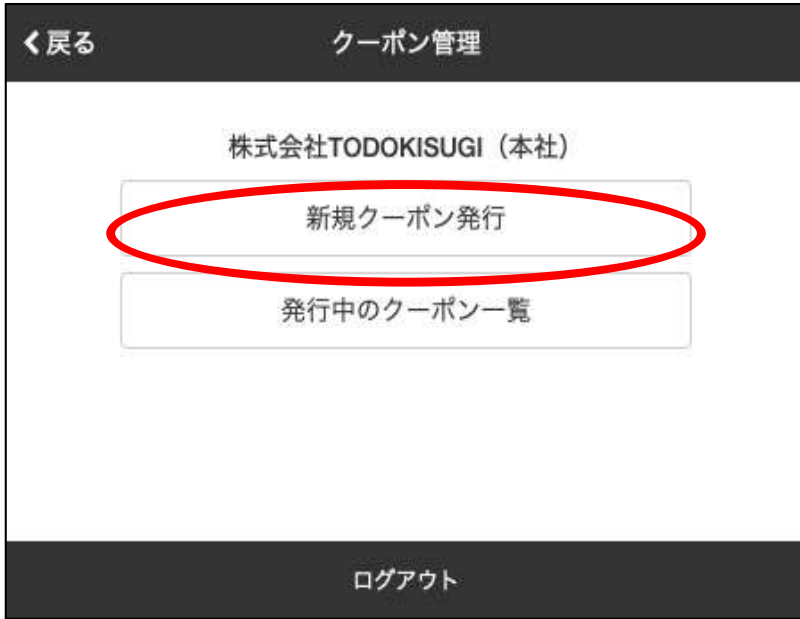 戻る
クーポン管理
株式会社TODOKISUGI（本社）
新規クーポン発行
発行中のクーポン一覧
ログアウト